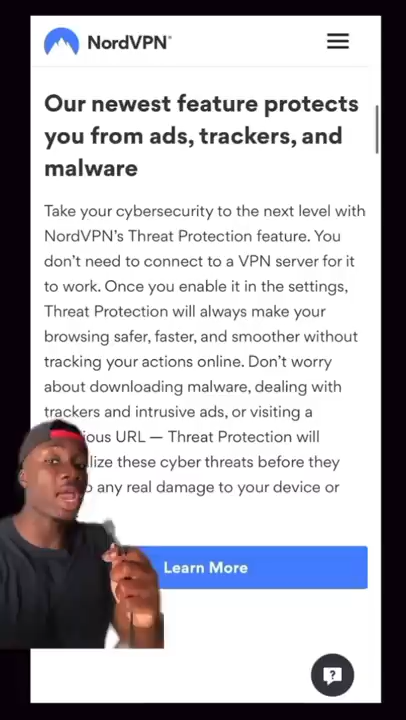 NordVPN®
Our newest feature protects
you from ads, trackers, and
malware
Take your cybersecurity to the next level with
NordVPN's Threat Protection feature. You
don't need to connect to a VPN server for it
to work. Once you enable it in the settings,
Threat Protection will always make your
browsing safer, faster, and smoother without
tracking your actions online. Don't worry
about downloading malware, dealing with
trackers and intrusive ads, or visiting a
URL — Threat Protection will
these cyber threats before they
any real damage to your device or
Learn More